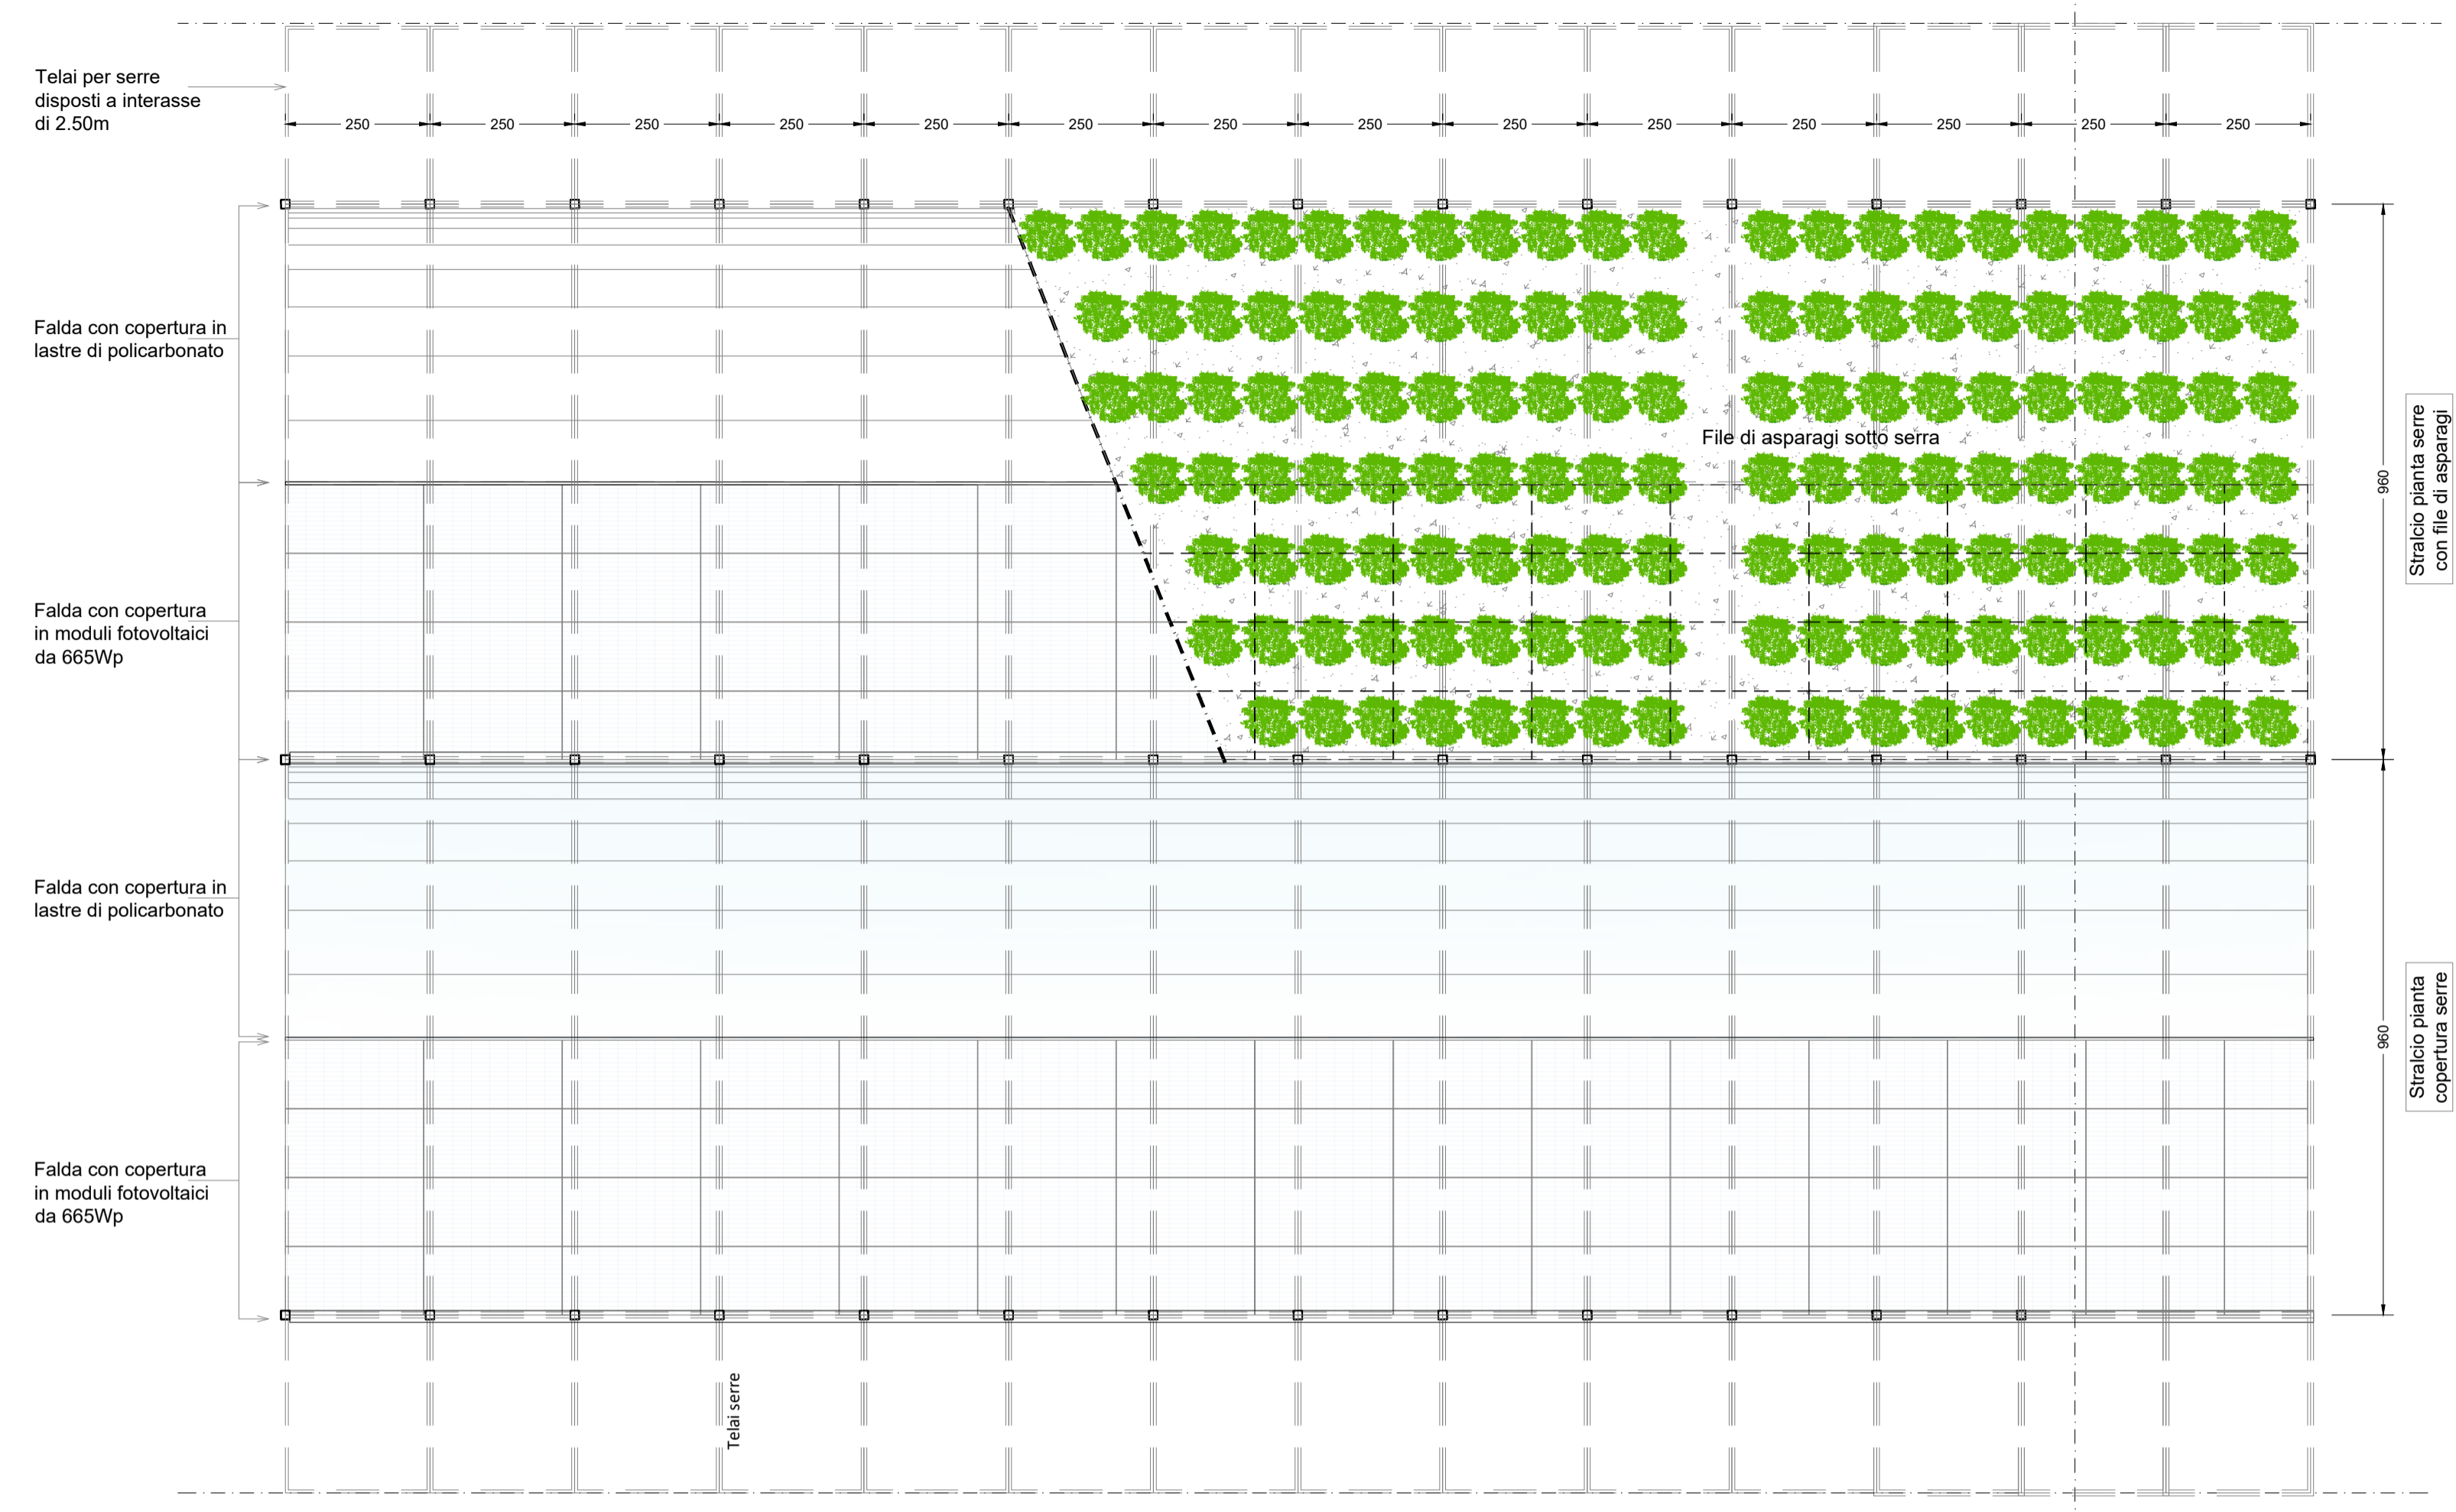 Telai per serre
disposti a interasse
di 2.50m
250 250 250 250 250 250 250 250 250 250 250 250 250 250
Falda con copertura in
lastre di policarbonato
File di asparagi sotto serra
960
Stralcio pianta serre
con file di asparagi
Falda con copertura
in moduli fotovoltaici
da 665Wp
Falda con copertura in
lastre di policarbonato
960
Stralcio pianta
copertura serre
Falda con copertura
in moduli fotovoltaici
da 665Wp
Telai serre